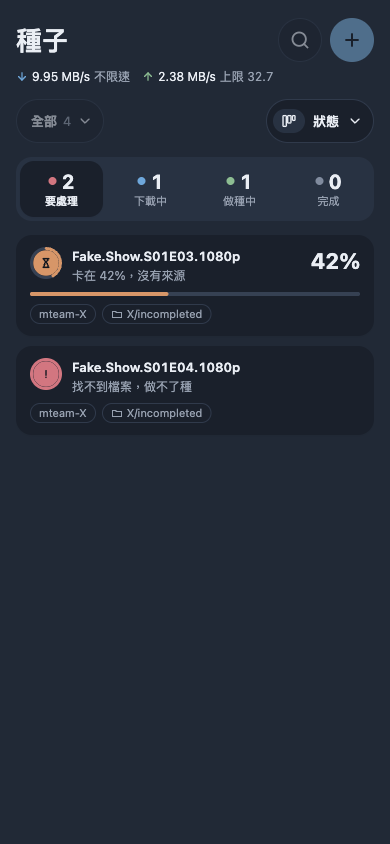 種子
↓ 9.95 MB/s 不限速 ↑ 2.38 MB/s 上限 32.7
全部 4
狀態
2 1 1 0
要處理 下載中 做種中 完成
Fake.Show.S01E03.1080p 42%
卡在 42%，沒有來源
mteam-X X/incompleted
Fake.Show.S01E04.1080p
找不到檔案，做不了種
mteam-X X/incompleted